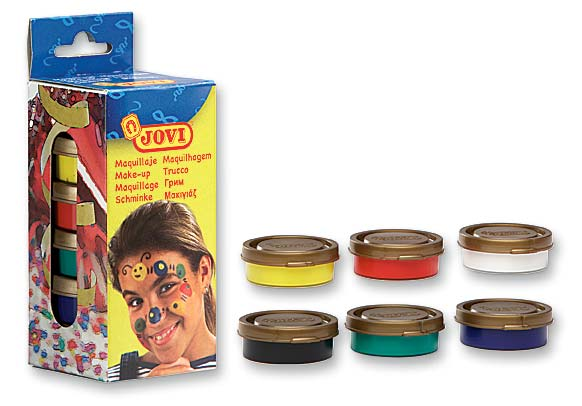 JOVI
Maquillaje Maquilhagem
Make-up Trucco
Maquillage Грим
Schminke Μακιγιάζ